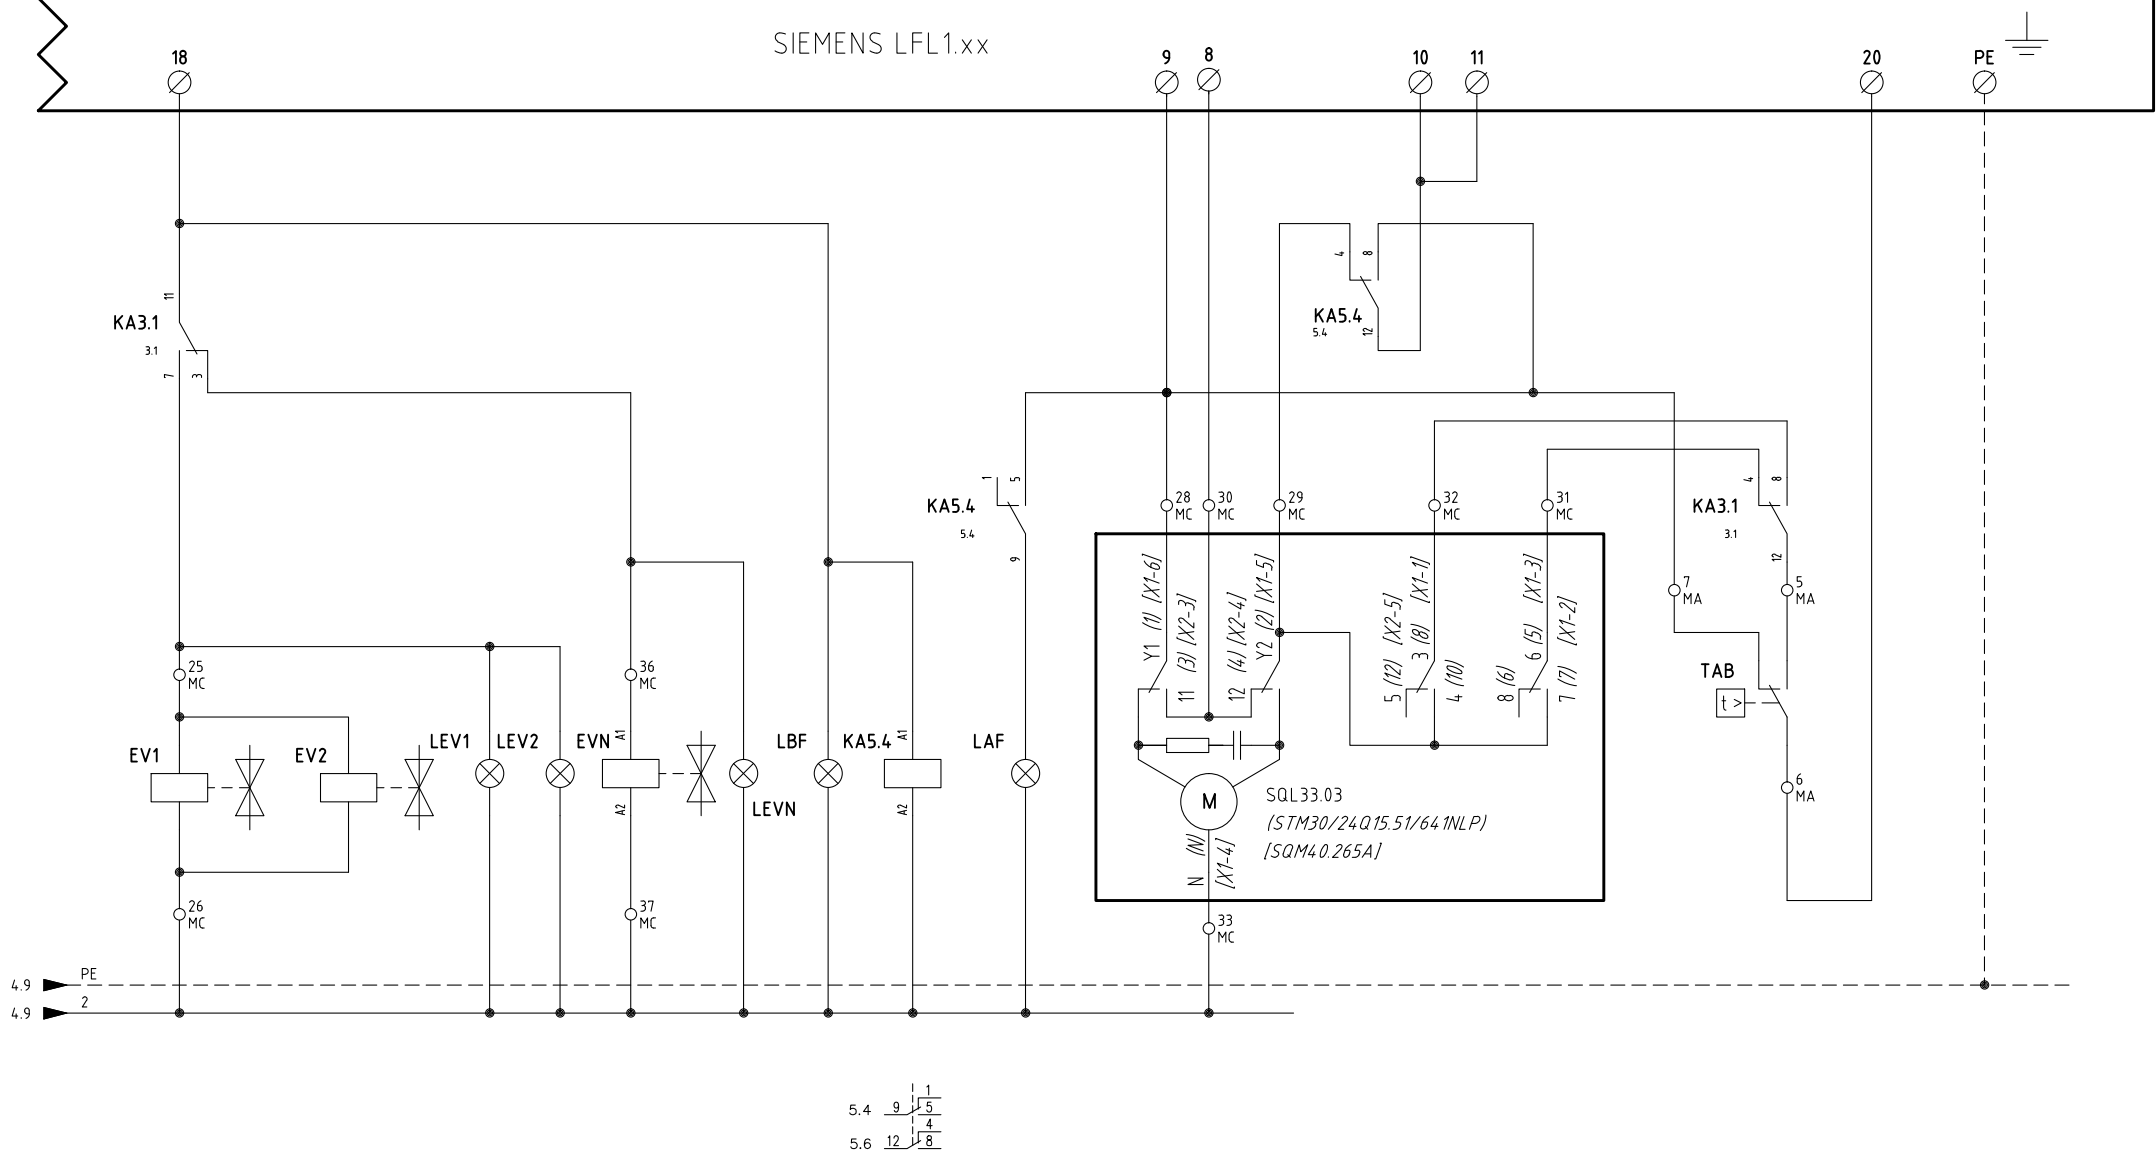 SIEMENS LFL1.xx
18
9
8
10
11
20
PE
4
8
KA5.4
5.4
12
11
KA3.1
3.1
7
3
1
5
KA5.4
5.4
9
28
MC
30
MC
29
MC
32
MC
31
MC
4
8
KA3.1
3.1
12
7
MA
5
MA
Y1 (1) [X1-6]
11 (3) [X2-3]
12 (4) [X2-4]
Y2 (2) [X1-5]
5 (12) [X2-5]
3 (8) [X1-1]
4 (10)
8 (6)
6 (5) [X1-3]
7 (7) [X1-2]
25
MC
36
MC
TAB
t >
EV1
EV2
LEV1
LEV2
EVN
A1
A2
LEVN
LBF
KA5.4
A1
A2
LAF
M
SQL33.03
(STM30/24Q15.51/641NLP)
[SQM40.265A]
N (N)
[X1-4]
6
MA
26
MC
37
MC
33
MC
4.9
PE
4.9
2
5.4 9 1
5
5.6 12 4
8